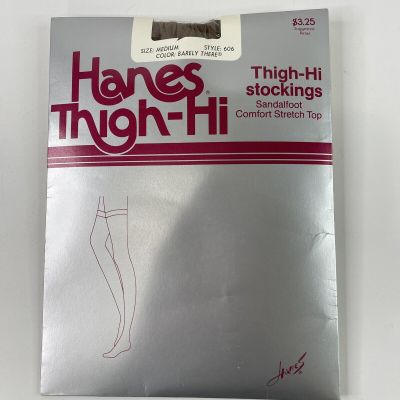 $3.25
Suggested
Retail
SIZE: MEDIUM STYLE: 606
COLOR: BARELY THERE®
Hanes®
Thigh-Hi
Thigh-Hi
stockings
Sandalfoot
Comfort Stretch Top
Hanes®